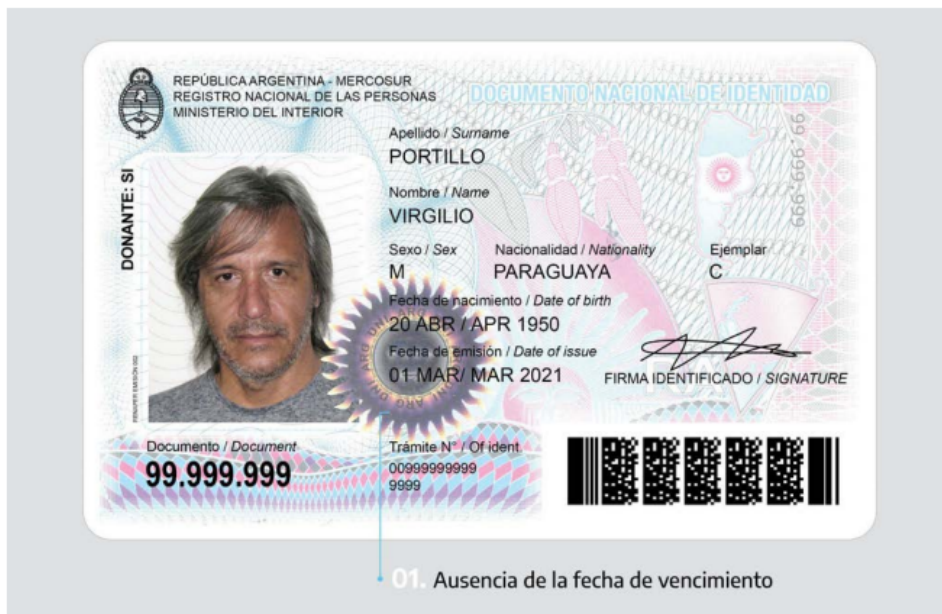 REPÚBLICA ARGENTINA - MERCOSUR
REGISTRO NACIONAL DE LAS PERSONAS
MINISTERIO DEL INTERIOR
DOCUMENTO NACIONAL DE IDENTIDAD
Apellido / Surname
PORTILLO
Nombre / Name
VIRGILIO
Sexo / Sex Nacionalidad / Nationality Ejemplar
M PARAGUAYA C
Fecha de nacimiento / Date of birth
20 ABR / APR 1950
Fecha de emisión / Date of issue
01 MAR/ MAR 2021
FIRMA IDENTIFICADO / SIGNATURE
DONANTE: SI
99.999.999
Documento / Document
99.999.999
Trámite N° / Of ident.
00999999999
9999
01. Ausencia de la fecha de vencimiento